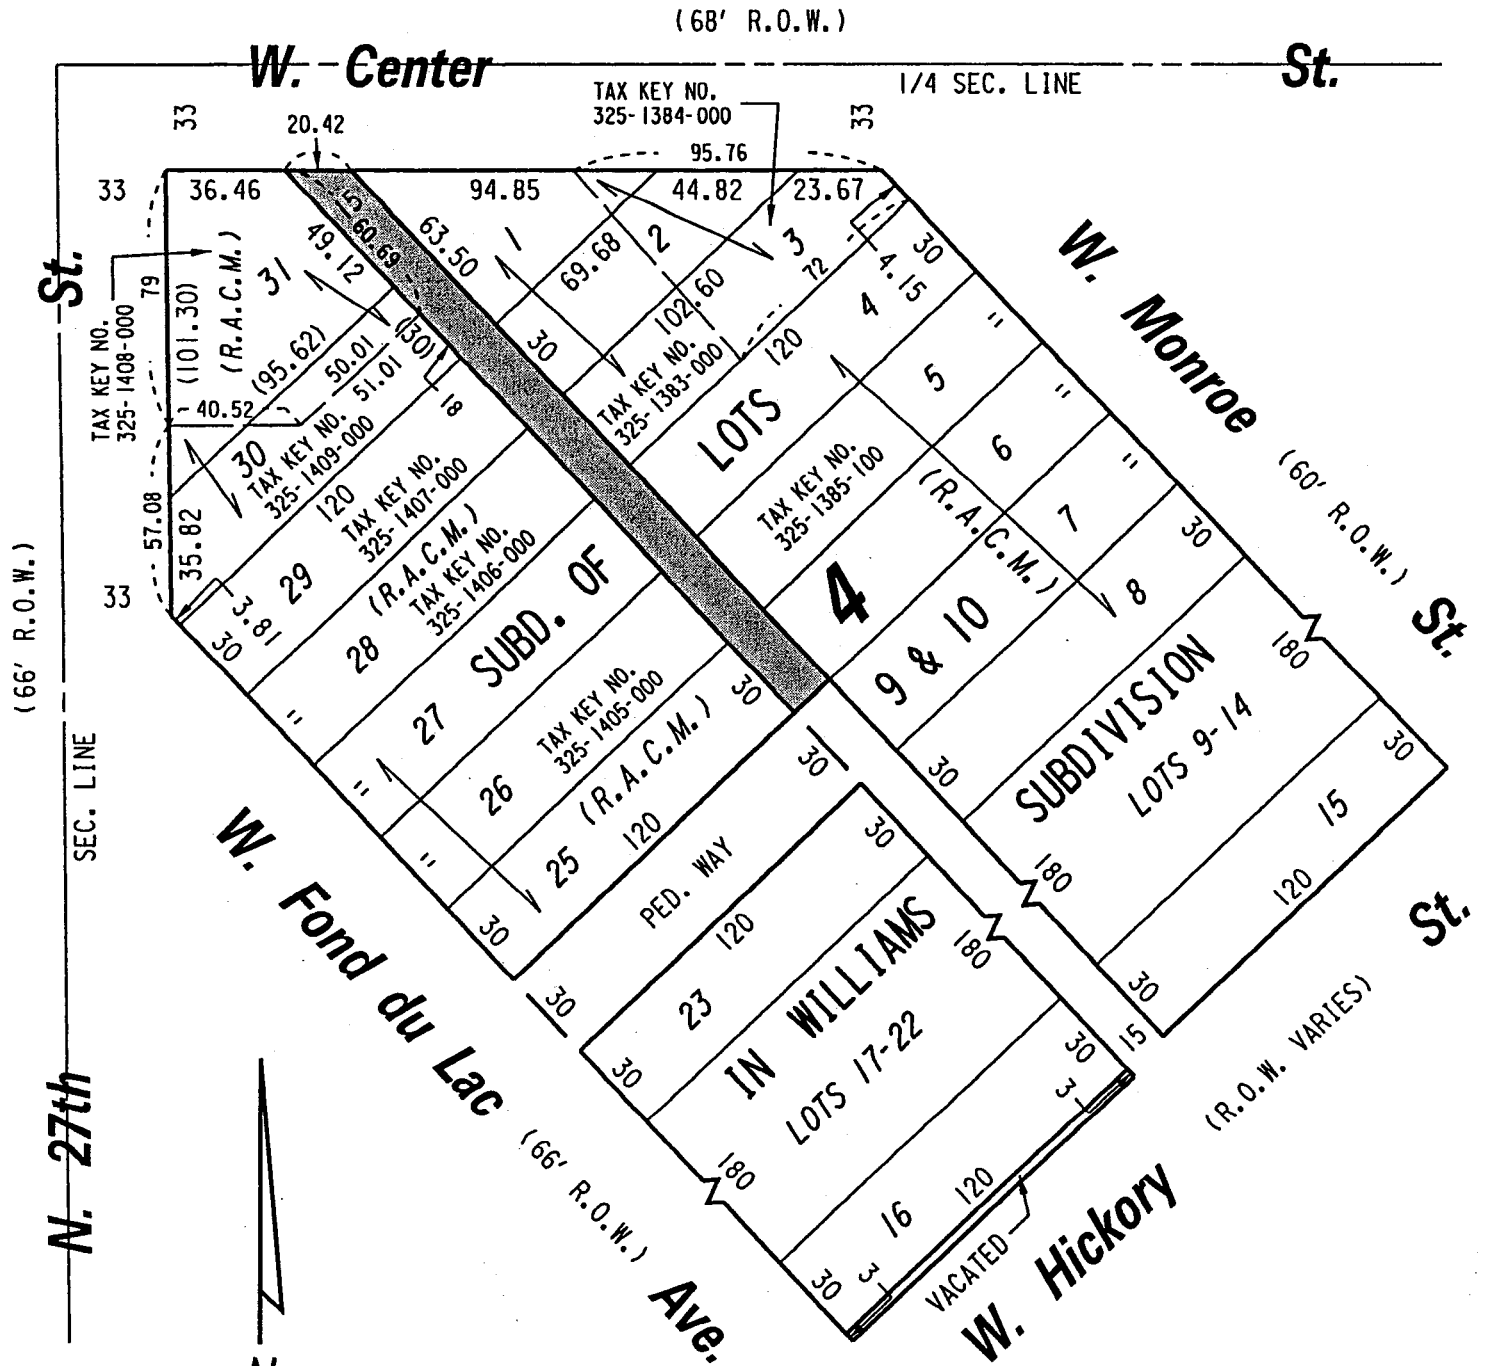 (68' R.O.W.)
W. Center St.
1/4 SEC. LINE
TAX KEY NO.
325-1384-000
33
33
20.42
95.76
33
36.46
94.85
44.82
23.67
St.
TAX KEY NO.
325-1408-000
79
(101.30)
(R.A.C.M.)
31
49.12
15
60.69
63.50
1
69.68
2
102.60
3
72
30
4.15
W. Monroe St.
(60' R.O.W.)
(95.62)
50.01
51.01
(30)
18
30
40.52
30
TAX KEY NO.
325-1409-000
57.08
35.82
33
TAX KEY NO.
325-1383-000
120
4
"
LOTS
5
"
TAX KEY NO.
325-1385-100
6
"
(R.A.C.M.)
7
30
4
8
9 & 10
120
TAX KEY NO.
325-1407-000
29
3.81
30
(R.A.C.M.)
TAX KEY NO.
325-1406-000
28
"
SUBD. OF
27
"
TAX KEY NO.
325-1405-000
26
"
30
(R.A.C.M.)
25
120
30
30
30
SUBDIVISION
LOTS 9-14
180
180
30
15
120
30
PED. WAY
30
120
30
23
30
IN WILLIAMS
LOTS 17-22
180
180
30
15
3
16
120
30
3
VACATED
(66' R.O.W.)
SEC. LINE
N. 27th
W. Fond du Lac Ave.
(66' R.O.W.)
W. Hickory St.
(R.O.W. VARIES)